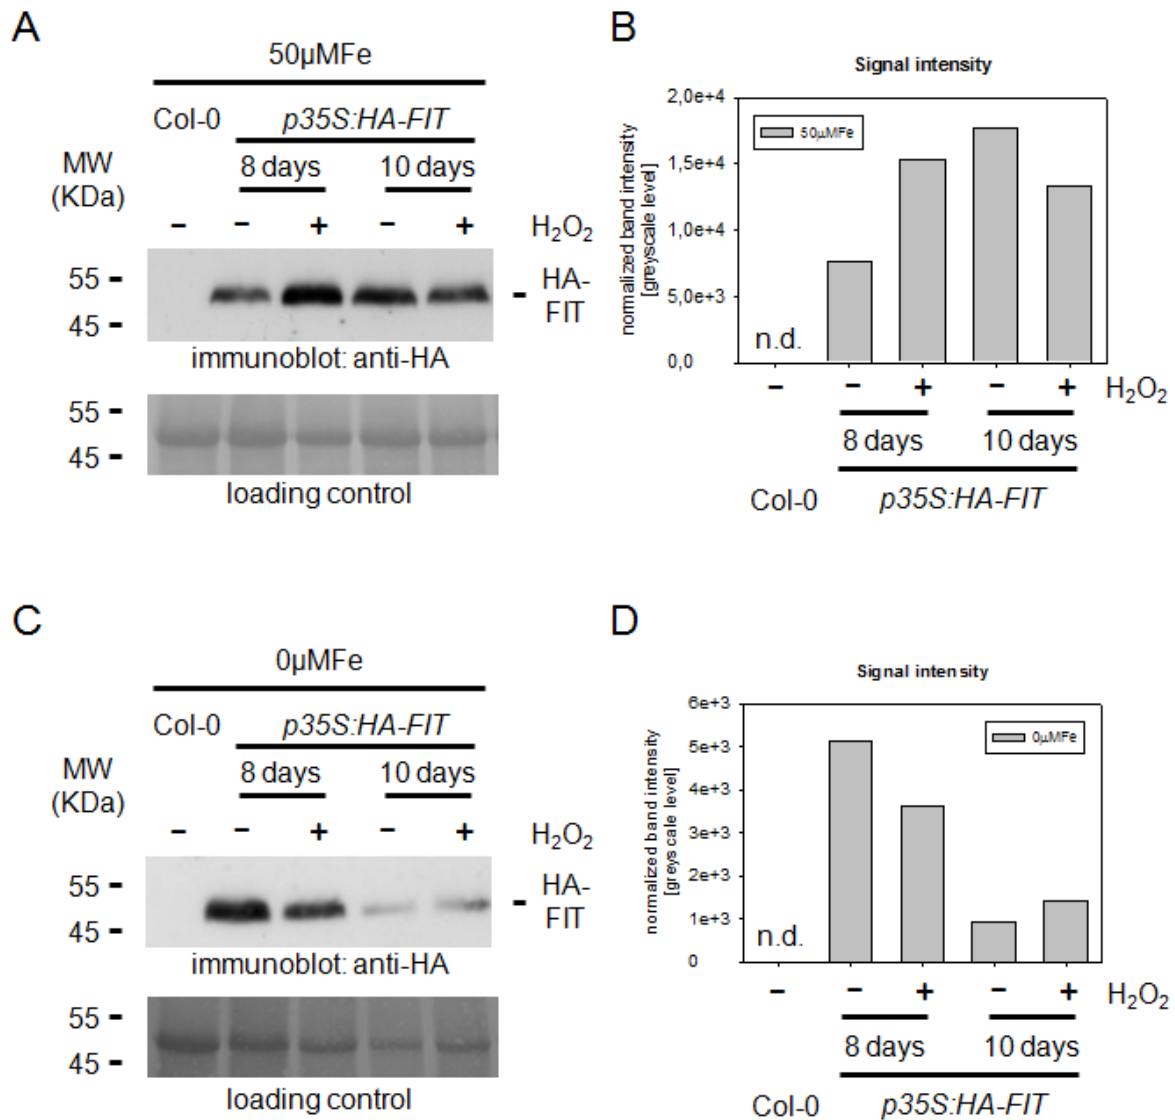 A
50µMFe
Col-0 p35S:HA-FIT
MW
(KDa)
8 days 10 days
– – + – + H₂O₂
55
45
HA-
FIT
immunoblot: anti-HA
55
45
loading control
B
Signal intensity
normalized band intensity
[greyscale level]
2,0e+4
1,5e+4
1,0e+4
5,0e+3
0,0
50µMFe
n.d.
– – + – + H₂O₂
8 days 10 days
Col-0 p35S:HA-FIT
C
0µMFe
Col-0 p35S:HA-FIT
MW
(KDa)
8 days 10 days
– – + – + H₂O₂
55
45
HA-
FIT
immunoblot: anti-HA
55
45
loading control
D
Signal intensity
normalized band intensity
[greyscale level]
6e+3
5e+3
4e+3
3e+3
2e+3
1e+3
0
0µMFe
n.d.
– – + – + H₂O₂
8 days 10 days
Col-0 p35S:HA-FIT